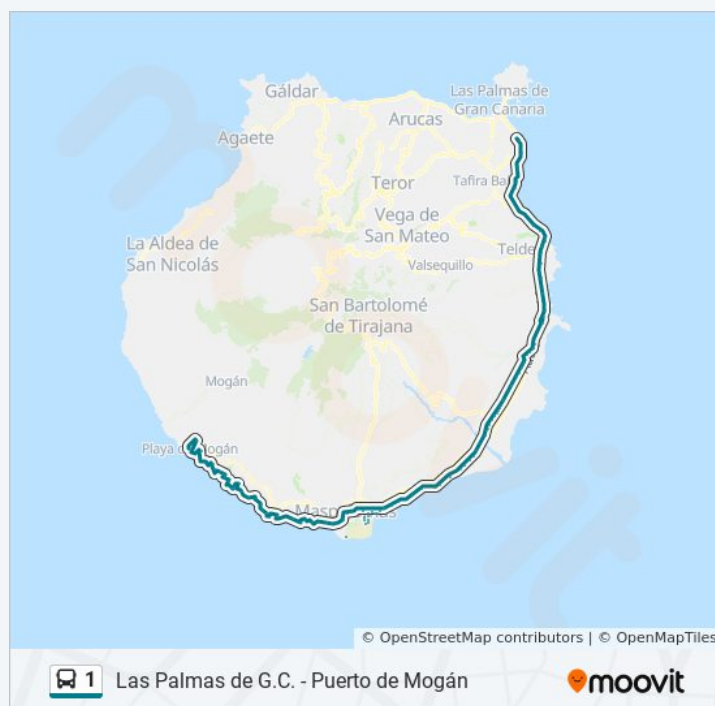 Gáldar
Las Palmas de
Gran Canaria
Arucas
Agaete
Teror
Tafira Ba
Vega de
San Mateo
La Aldea de
San Nicolás
Telde
Valsequillo
San Bartolomé
de Tirajana
Mogán
Playa de Mogán
© OpenStreetMap contributors | © OpenMapTiles
1 Las Palmas de G.C. - Puerto de Mogán
moovit